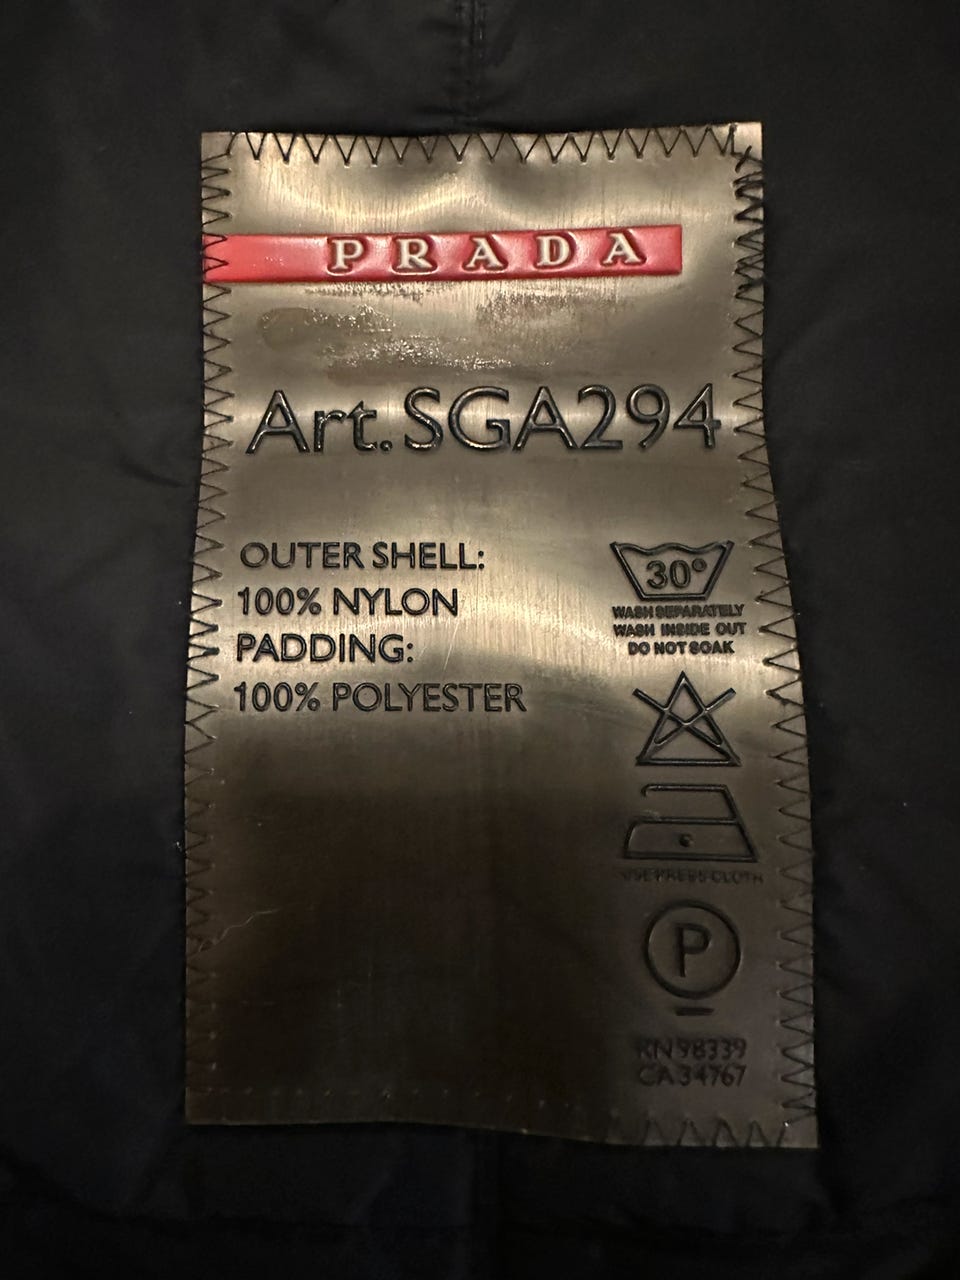 PRADA
Art. SGA294
OUTER SHELL:
100% NYLON
PADDING:
100% POLYESTER
30°
WASH SEPARATELY
WASH INSIDE OUT
DO NOT SOAK
USE PRESS CLOTH
P
RN 98339
CA 34767